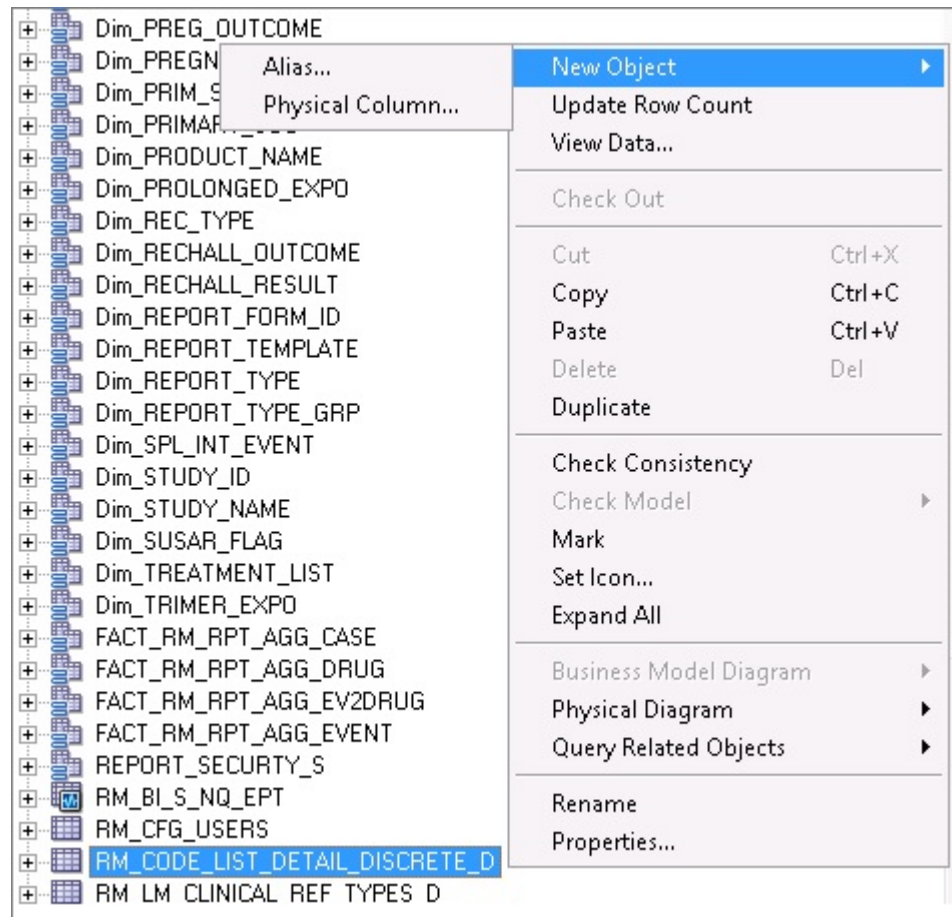 Dim_PREG_OUTCOME
Dim_PREGN
Dim_PRIM_S
Dim_PRODUCT_NAME
Dim_PROLONGED_EXPO
Dim_REC_TYPE
Dim_RECHALL_OUTCOME
Dim_RECHALL_RESULT
Dim_REPORT_FORM_ID
Dim_REPORT_TEMPLATE
Dim_REPORT_TYPE
Dim_REPORT_TYPE_GRP
Dim_SPL_INT_EVENT
Dim_STUDY_ID
Dim_STUDY_NAME
Dim_SUSAR_FLAG
Dim_TREATMENT_LIST
Dim_TRIMER_EXPO
FACT_RM_RPT_AGG_CASE
FACT_RM_RPT_AGG_DRUG
FACT_RM_RPT_AGG_EV2DRUG
FACT_RM_RPT_AGG_EVENT
REPORT_SECURTY_S
RM_BI_S_NQ_EPT
RM_CFG_USERS
RM_CODE_LIST_DETAIL_DISCRETE_D
RM_LM_CLINICAL_REF_TYPES_D
Alias...
Physical Column...
New Object
Update Row Count
View Data...
Check Out
Cut Ctrl+X
Copy Ctrl+C
Paste Ctrl+V
Delete Del
Duplicate
Check Consistency
Check Model
Mark
Set Icon...
Expand All
Business Model Diagram
Physical Diagram
Query Related Objects
Rename
Properties...